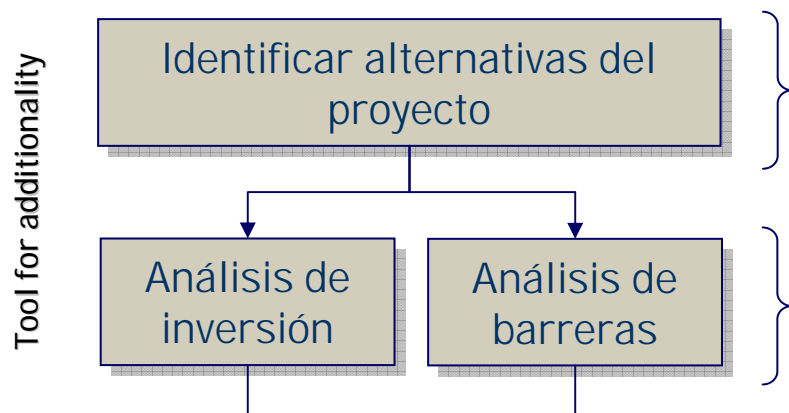 Tool for additionality
Identificar alternativas del
proyecto
Análisis de
inversión
Análisis de
barreras